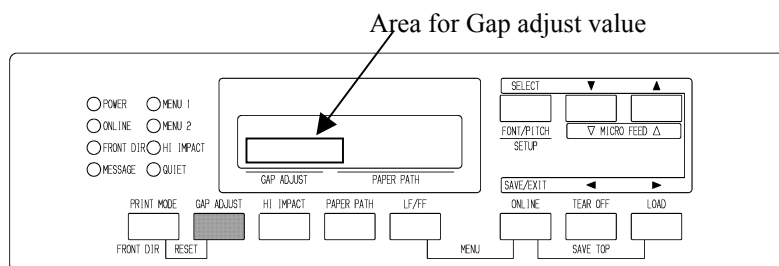 Area for Gap adjust value
SELECT ▼ ▲
POWER MENU 1
ONLINE MENU 2
FRONT DIR HI IMPACT
MESSAGE QUIET
FONT/PITCH ▽ MICRO FEED △
SETUP
GAP ADJUST PAPER PATH
SAVE/EXIT ◄ ►
PRINT MODE GAP ADJUST HI IMPACT PAPER PATH LF/FF ONLINE TEAR OFF LOAD
FRONT DIR RESET MENU SAVE TOP